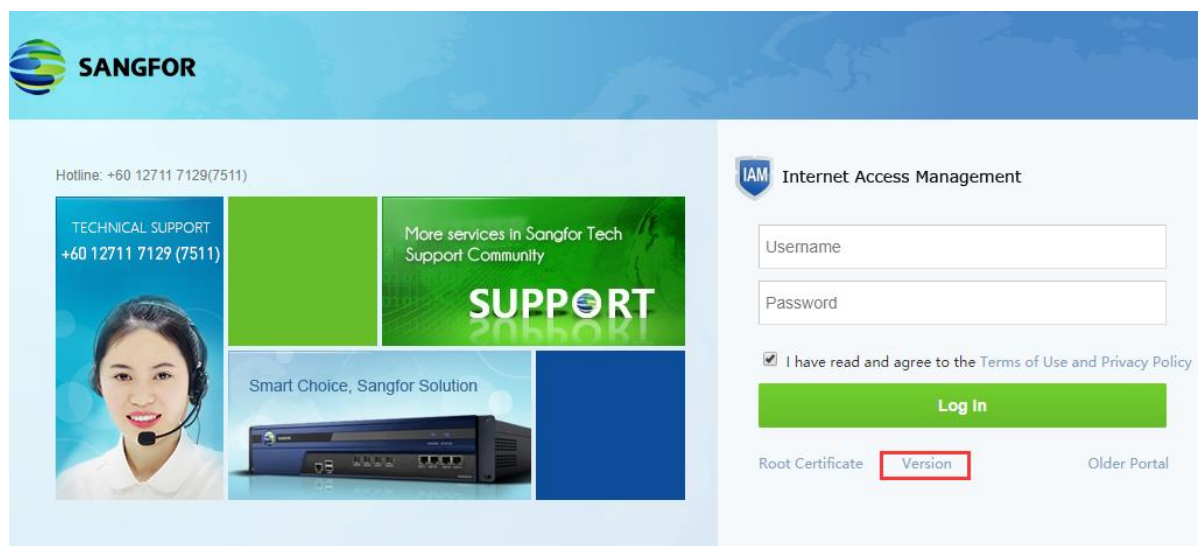 SANGFOR
Hotline: +60 12711 7129(7511)
TECHNICAL SUPPORT
+60 12711 7129 (7511)
More services in Sangfor Tech
Support Community
SUPPORT
Smart Choice, Sangfor Solution
IAM Internet Access Management
Username
Password
I have read and agree to the Terms of Use and Privacy Policy
Log In
Root Certificate Version Older Portal